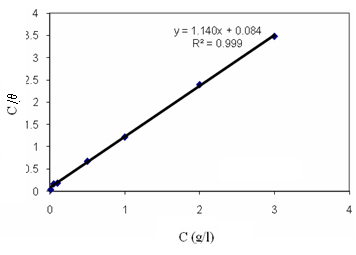 4
3.5
3
2.5
2
1.5
1
0.5
0
C/θ
y = 1.140x + 0.084
R² = 0.999
0 1 2 3 4
C (g/l)